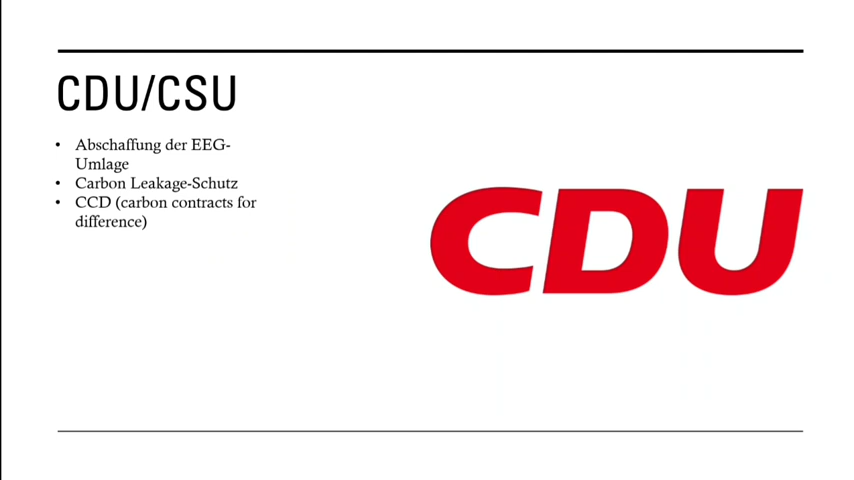 CDU/CSU
• Abschaffung der EEG-
Umlage
• Carbon Leakage-Schutz
• CCD (carbon contracts for
difference)
CDU